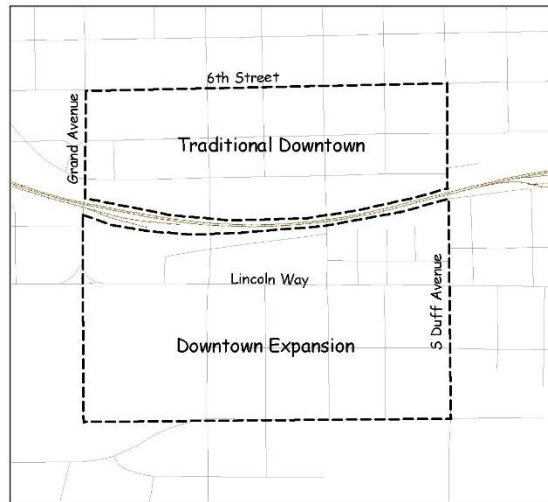 6th Street
Grand Avenue
Traditional Downtown
Lincoln Way
S Duff Avenue
Downtown Expansion